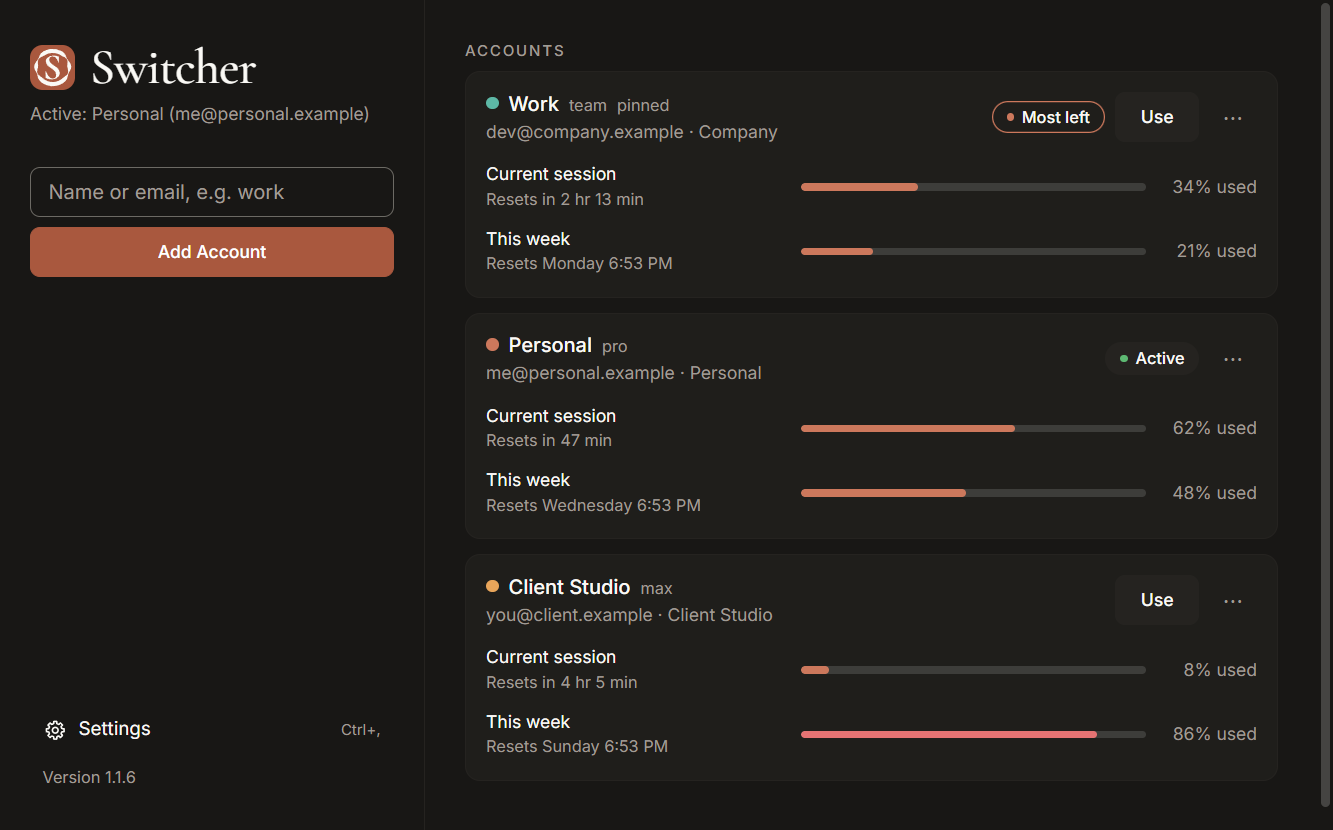 S Switcher
Active: Personal (me@personal.example)
Name or email, e.g. work
Add Account
Settings Ctrl+,
Version 1.1.6
ACCOUNTS
Work team pinned
dev@company.example · Company
Most left Use ...
Current session
Resets in 2 hr 13 min
34% used
This week
Resets Monday 6:53 PM
21% used
Personal pro
me@personal.example · Personal
Active ...
Current session
Resets in 47 min
62% used
This week
Resets Wednesday 6:53 PM
48% used
Client Studio max
you@client.example · Client Studio
Use ...
Current session
Resets in 4 hr 5 min
8% used
This week
Resets Sunday 6:53 PM
86% used